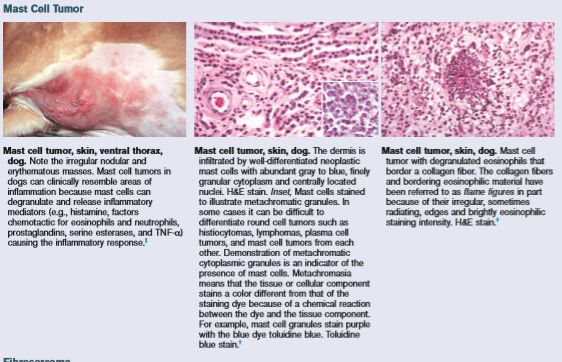 Mast Cell Tumor
Mast cell tumor, skin, ventral thorax,
dog. Note the irregular nodular and
erythematous masses. Mast cell tumors in
dogs can clinically resemble areas of
inflammation because mast cells can
degranulate and release inflammatory
mediators (e.g., histamine, factors
chemotactic for eosinophils and neutrophils,
prostaglandins, serine esterases, and TNF-α)
causing the inflammatory response.
Mast cell tumor, skin, dog. The dermis is
infiltrated by well-differentiated neoplastic
mast cells with abundant gray to blue, finely
granular cytoplasm and centrally located
nuclei. H&E stain. Inset, Mast cells stained
to illustrate metachromatic granules. In
some cases it can be difficult to
differentiate round cell tumors such as
histiocytomas, lymphomas, plasma cell
tumors, and mast cell tumors from each
other. Demonstration of metachromatic
cytoplasmic granules is an indicator of the
presence of mast cells. Metachromasia
means that the tissue or cellular component
stains a color different from that of the
staining dye because of a chemical reaction
between the dye and the tissue component.
For example, mast cell granules stain purple
with the blue dye toluidine blue. Toluidine
blue stain.†
Mast cell tumor, skin, dog. Mast cell
tumor with degranulated eosinophils that
border a collagen fiber. The collagen fibers
and bordering eosinophilic material have
been referred to as flame figures in part
because of their irregular, sometimes
radiating, edges and brightly eosinophilic
staining intensity. H&E stain.†
Fibrosarcoma